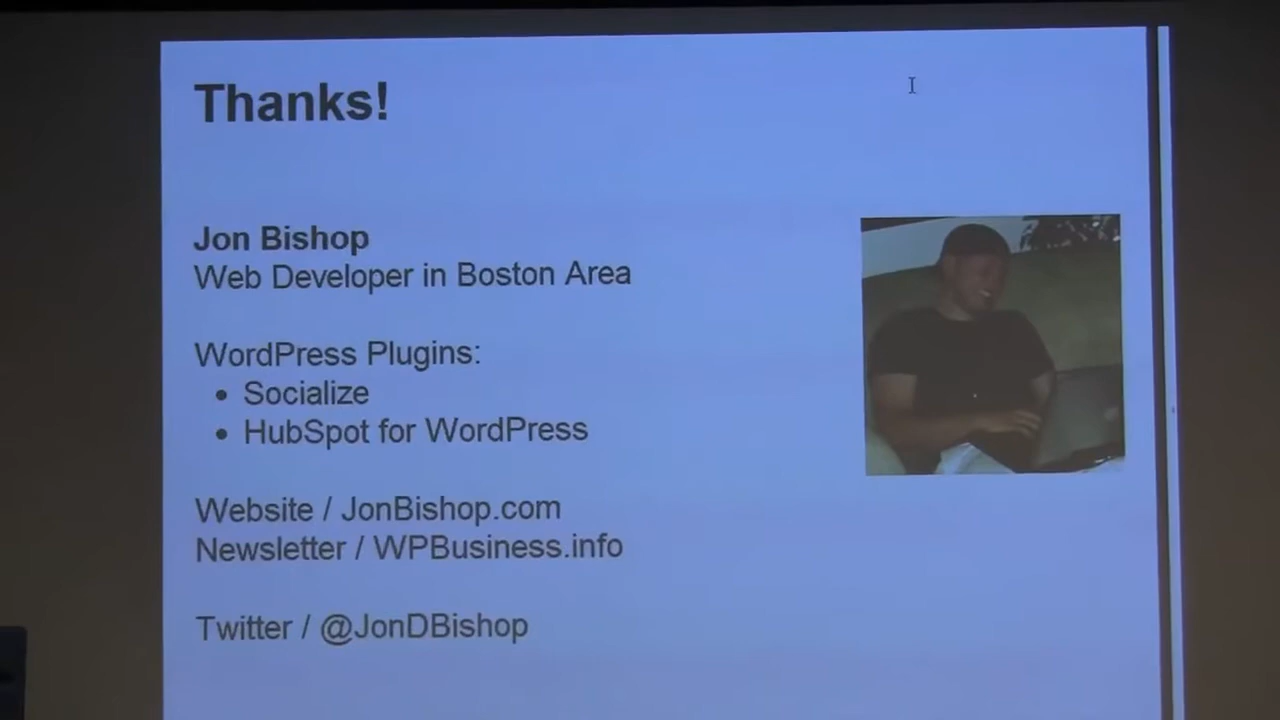 Thanks!
Jon Bishop
Web Developer in Boston Area
WordPress Plugins:
• Socialize
• HubSpot for WordPress
Website / JonBishop.com
Newsletter / WPBusiness.info
Twitter / @JonDBishop